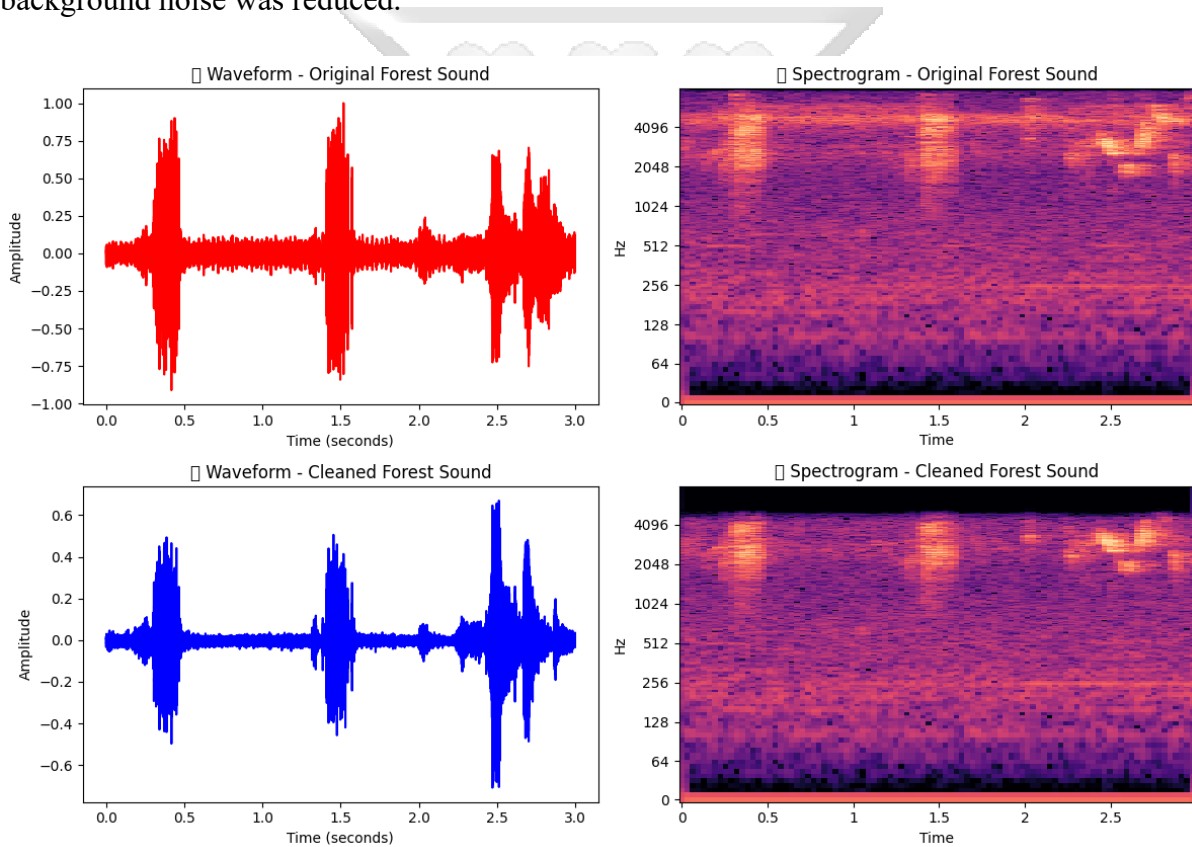 background noise was reduced.
▯ Waveform - Original Forest Sound
1.00
0.75
0.50
0.25
0.00
−0.25
−0.50
−0.75
−1.00
Amplitude
0.0 0.5 1.0 1.5 2.0 2.5 3.0
Time (seconds)
▯ Spectrogram - Original Forest Sound
4096
2048
1024
512
256
128
64
0
Hz
0 0.5 1 1.5 2 2.5
Time
▯ Waveform - Cleaned Forest Sound
0.6
0.4
0.2
0.0
−0.2
−0.4
−0.6
Amplitude
0.0 0.5 1.0 1.5 2.0 2.5 3.0
Time (seconds)
▯ Spectrogram - Cleaned Forest Sound
4096
2048
1024
512
256
128
64
0
Hz
0 0.5 1 1.5 2 2.5
Time